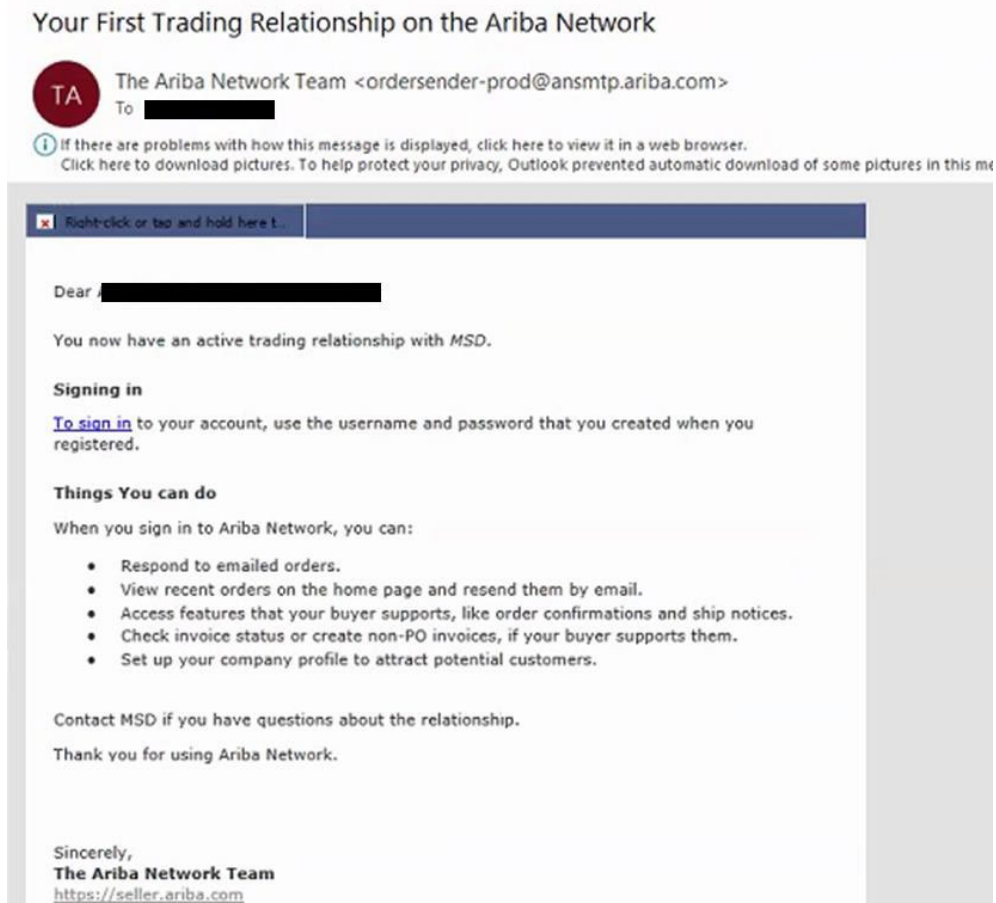 Your First Trading Relationship on the Ariba Network
TA
The Ariba Network Team <ordersender-prod@ansmtp.ariba.com>
To
If there are problems with how this message is displayed, click here to view it in a web browser.
Click here to download pictures. To help protect your privacy, Outlook prevented automatic download of some pictures in this me
Right-click or tap and hold here t...
Dear
You now have an active trading relationship with MSD.
Signing in
To sign in to your account, use the username and password that you created when you
registered.
Things You can do
When you sign in to Ariba Network, you can:
• Respond to emailed orders.
• View recent orders on the home page and resend them by email.
• Access features that your buyer supports, like order confirmations and ship notices.
• Check invoice status or create non-PO invoices, if your buyer supports them.
• Set up your company profile to attract potential customers.
Contact MSD if you have questions about the relationship.
Thank you for using Ariba Network.
Sincerely,
The Ariba Network Team
https://seller.ariba.com